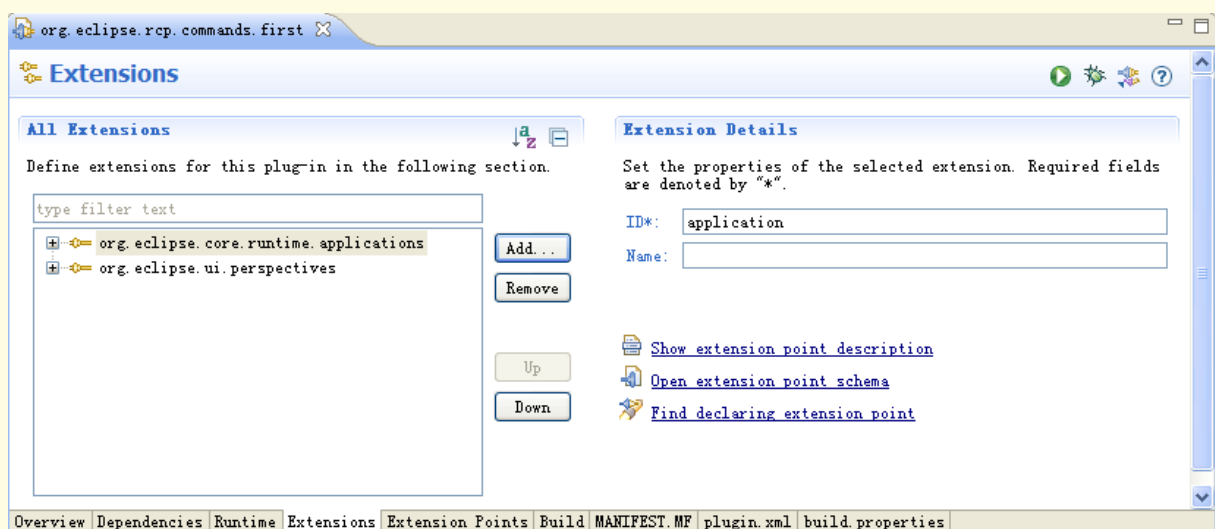 org.eclipse.rcp.commands.first
Extensions
All Extensions
Define extensions for this plug-in in the following section.
type filter text
org.eclipse.core.runtime.applications
org.eclipse.ui.perspectives
Add...
Remove
Up
Down
Extension Details
Set the properties of the selected extension. Required fields
are denoted by "*".
ID*: application
Name:
Show extension point description
Open extension point schema
Find declaring extension point
Overview Dependencies Runtime Extensions Extension Points Build MANIFEST.MF plugin.xml build.properties